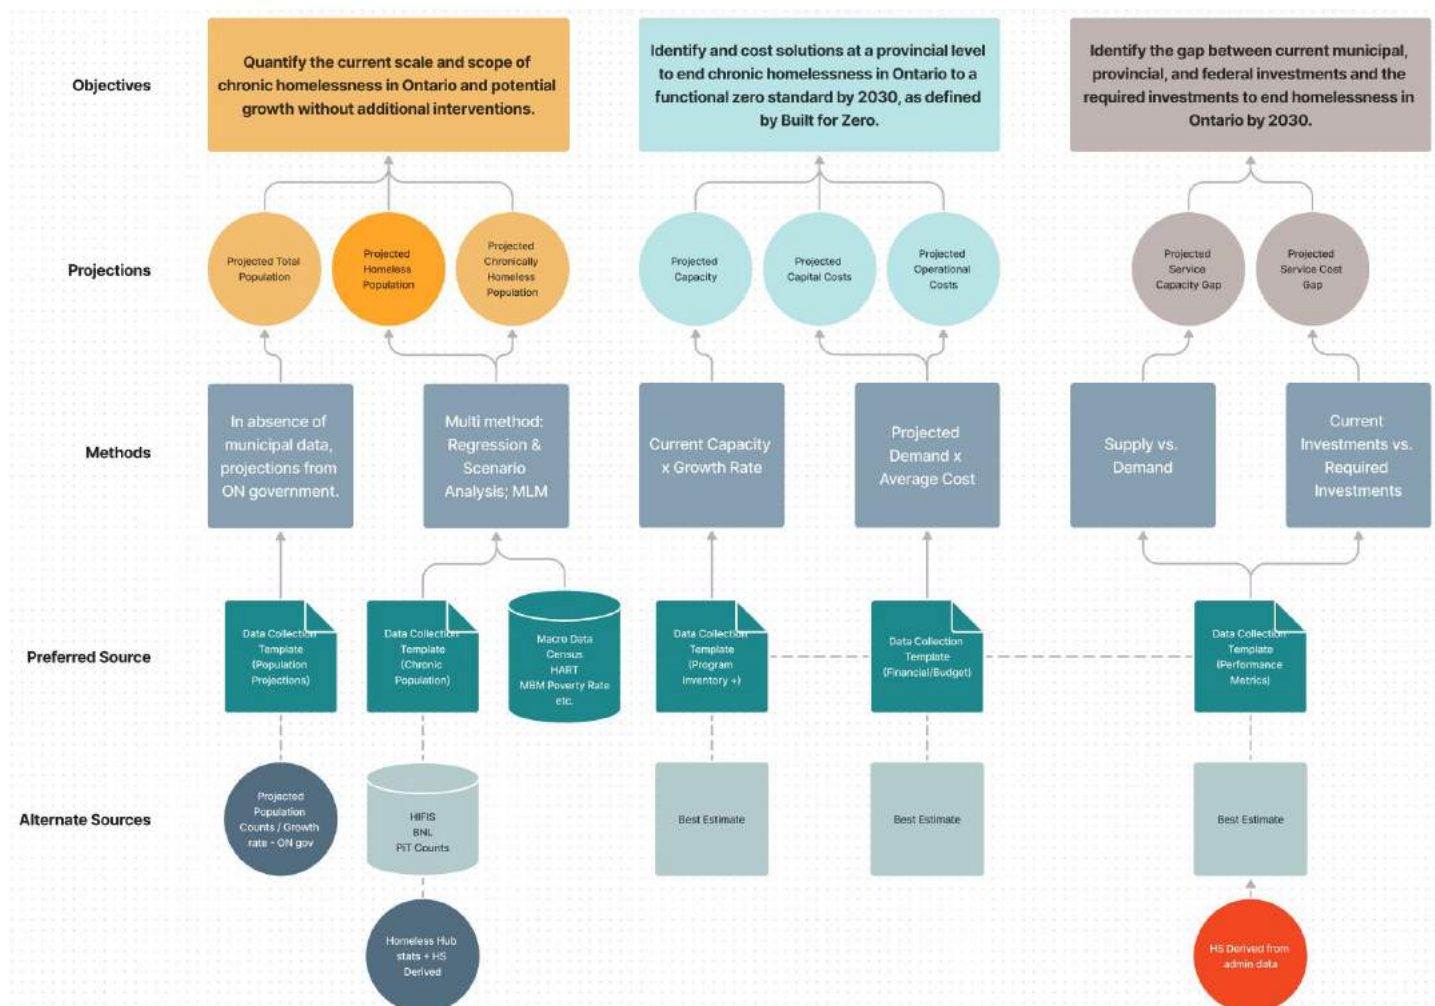 Objectives
Quantify the current scale and scope of
chronic homelessness in Ontario and potential
growth without additional interventions.
Identify and cost solutions at a provincial level
to end chronic homelessness in Ontario to a
functional zero standard by 2030, as defined
by Built for Zero.
Identify the gap between current municipal,
provincial, and federal investments and the
required investments to end homelessness in
Ontario by 2030.
Projections
Projected Total
Population
Projected
Homeless
Population
Projected
Chronically
Homeless
Population
Projected
Capacity
Projected
Capital Costs
Projected
Operational
Costs
Projected
Service
Capacity Gap
Projected
Service Cost
Gap
Methods
In absence of
municipal data,
projections from
ON government.
Multi method:
Regression &
Scenario
Analysis; MLM
Current Capacity
x Growth Rate
Projected
Demand x
Average Cost
Supply vs.
Demand
Current
Investments vs.
Required
Investments
Preferred Source
Data Collection
Template
(Population
Projections)
Data Collection
Template
(Chronic
Population)
Macro Data
Census
HART
MBM Poverty Rate
etc.
Data Collection
Template
(Program
Inventory +)
Data Collection
Template
(Financial/Budget)
Data Collection
Template
(Performance
Metrics)
Alternate Sources
Projected
Population
Counts / Growth
rate - ON gov
HIFIS
BNL
PiT Counts
Best Estimate
Best Estimate
Best Estimate
Homeless Hub
stats + HS
Derived
HS Derived from
admin data